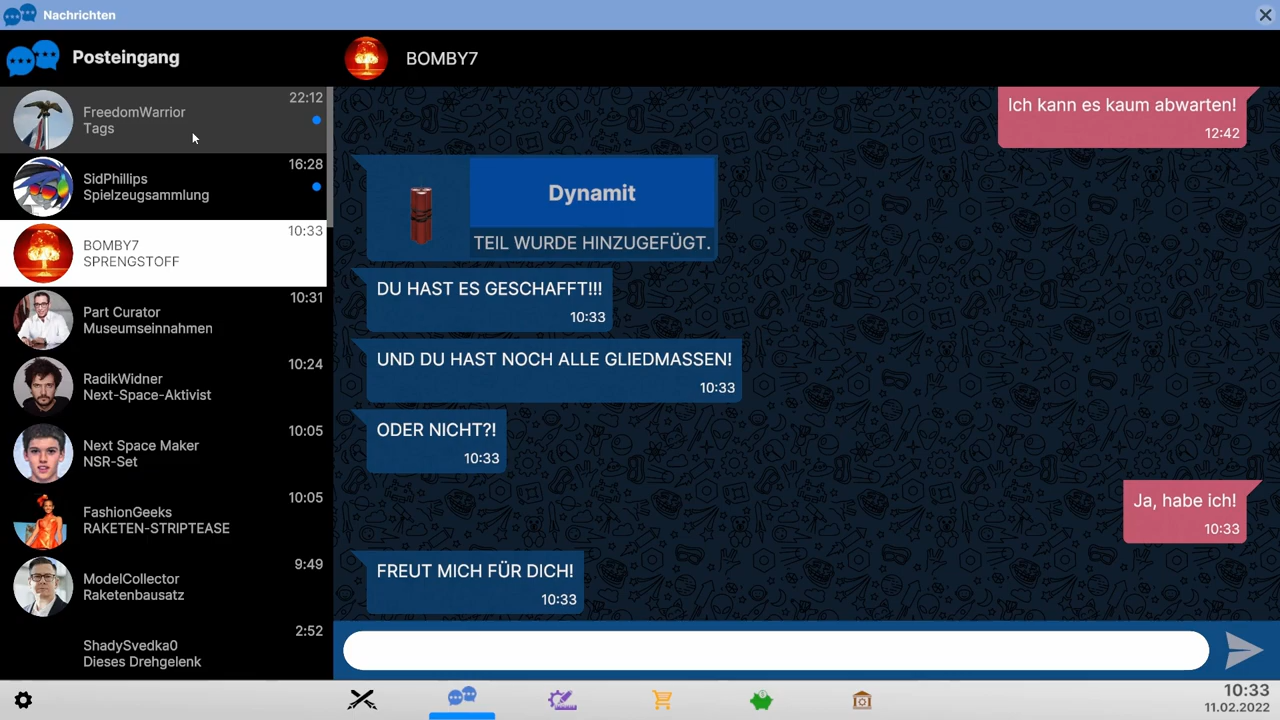 Nachrichten
Posteingang
FreedomWarrior
Tags
22:12
SidPhillips
Spielzeugsammlung
16:28
BOMBY7
SPRENGSTOFF
10:33
Part Curator
Museumseinnahmen
10:31
RadikWidner
Next-Space-Aktivist
10:24
Next Space Maker
NSR-Set
10:05
FashionGeeks
RAKETEN-STRIPTEASE
10:05
ModelCollector
Raketenbausatz
9:49
ShadySvedka0
Dieses Drehgelenk
2:52
BOMBY7
Ich kann es kaum abwarten!
12:42
Dynamit
TEIL WURDE HINZUGEFÜGT.
DU HAST ES GESCHAFFT!!!
10:33
UND DU HAST NOCH ALLE GLIEDMASSEN!
10:33
ODER NICHT?!
10:33
Ja, habe ich!
10:33
FREUT MICH FÜR DICH!
10:33
10:33
11.02.2022